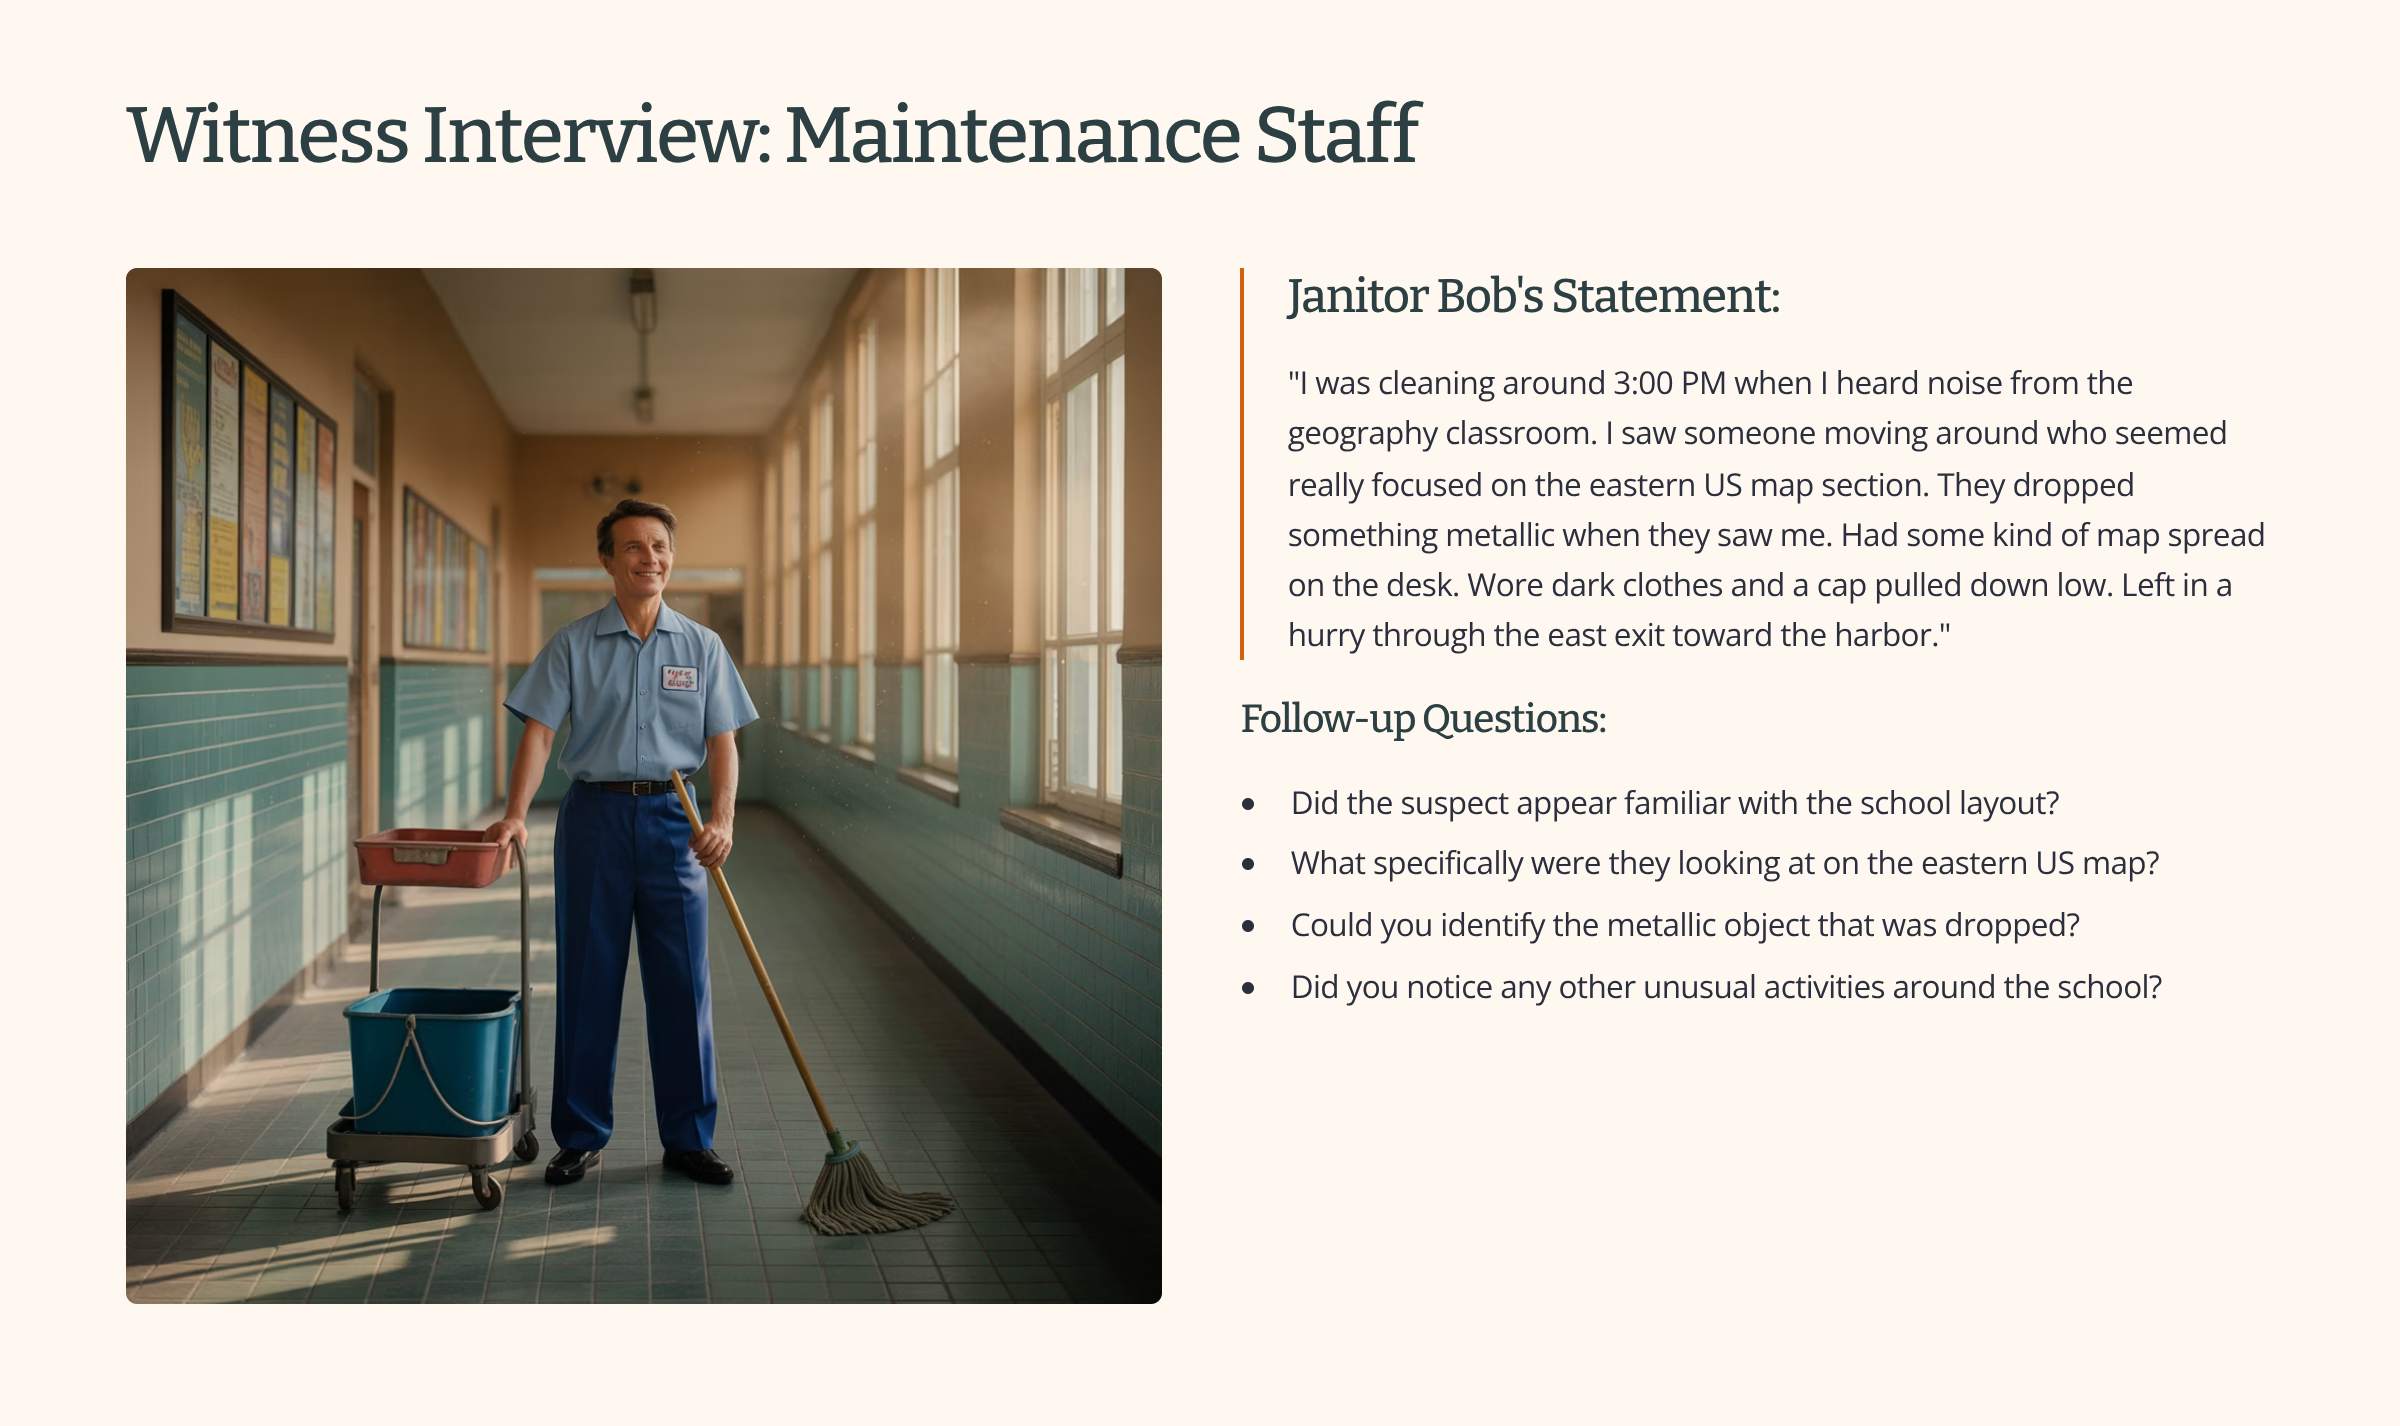 Witness Interview: Maintenance Staff
Janitor Bob's Statement:
"I was cleaning around 3:00 PM when I heard noise from the
geography classroom. I saw someone moving around who seemed
really focused on the eastern US map section. They dropped
something metallic when they saw me. Had some kind of map spread
on the desk. Wore dark clothes and a cap pulled down low. Left in a
hurry through the east exit toward the harbor."
Follow-up Questions:
• Did the suspect appear familiar with the school layout?
• What specifically were they looking at on the eastern US map?
• Could you identify the metallic object that was dropped?
• Did you notice any other unusual activities around the school?